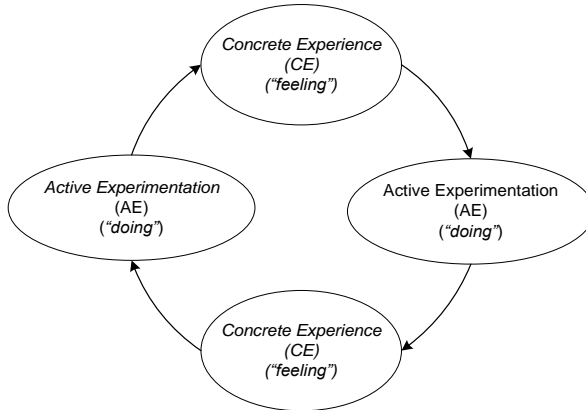 Concrete Experience
(CE)
(“feeling”)
Active Experimentation
(AE)
(“doing”)
Active Experimentation
(AE)
(“doing”)
Concrete Experience
(CE)
(“feeling”)